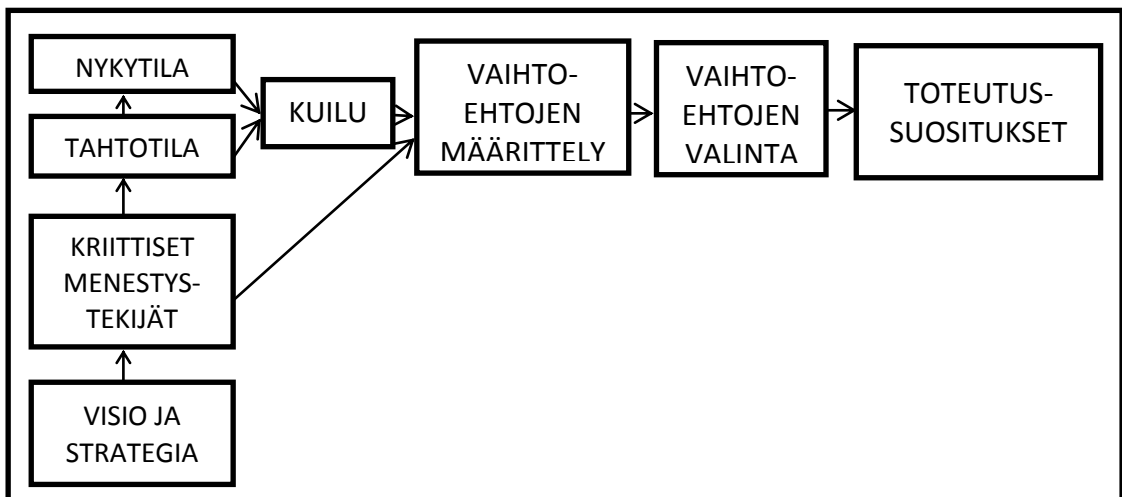 NYKYTILA
TAHTOTILA
KRIITTISET
MENESTYS-
TEKIJÄT
VISIO JA
STRATEGIA
KUILU
VAIHTO-
EHTOJEN
MÄÄRITTELY
VAIHTO-
EHTOJEN
VALINTA
TOTEUTUS-
SUOSITUKSET